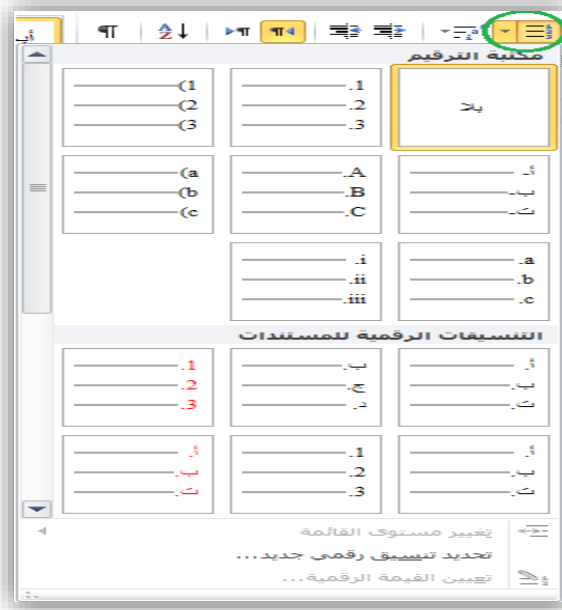 مكتبة الترقيم
بلا
1.
2.
3.
1)
2)
3)
أ-
ب-
ت-
A.
B.
C.
a)
b)
c)
a.
b.
c.
i.
ii.
iii.
التنسيقات الرقمية للمستندات
أ.
ب.
ت.
ب.
ج.
د.
1.
2.
3.
أ.
ب.
ت.
1.
2.
3.
أ.
ب.
ت.
تغيير مستوى القائمة
تحديد تنسيق رقمي جديد...
تعيين القيمة الرقمية...